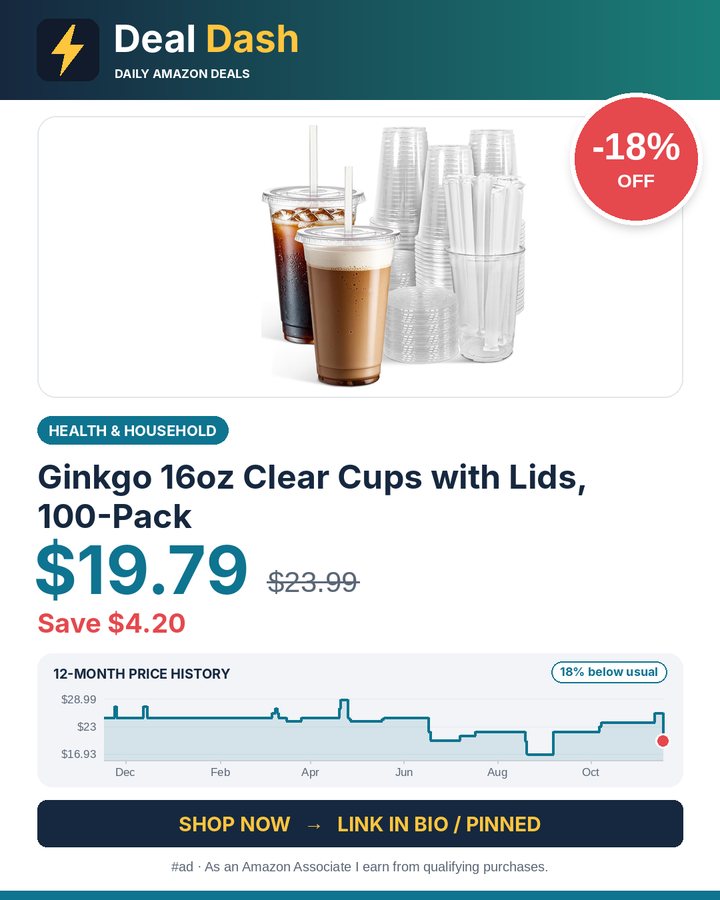 Deal Dash
DAILY AMAZON DEALS
-18%
OFF
HEALTH & HOUSEHOLD
Ginkgo 16oz Clear Cups with Lids,
100-Pack
$19.79 $23.99
Save $4.20
12-MONTH PRICE HISTORY
18% below usual
$28.99
$23
$16.93
Dec Feb Apr Jun Aug Oct
SHOP NOW → LINK IN BIO / PINNED
#ad · As an Amazon Associate I earn from qualifying purchases.